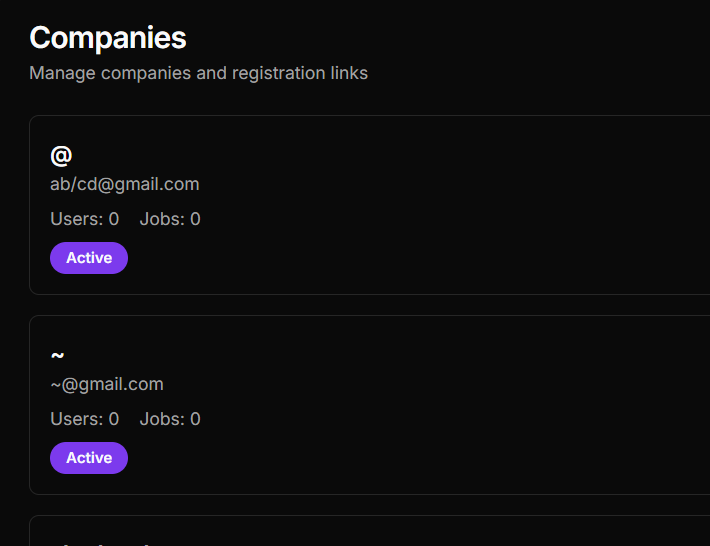 Companies
Manage companies and registration links
@
ab/cd@gmail.com
Users: 0 Jobs: 0
Active
~
~@gmail.com
Users: 0 Jobs: 0
Active